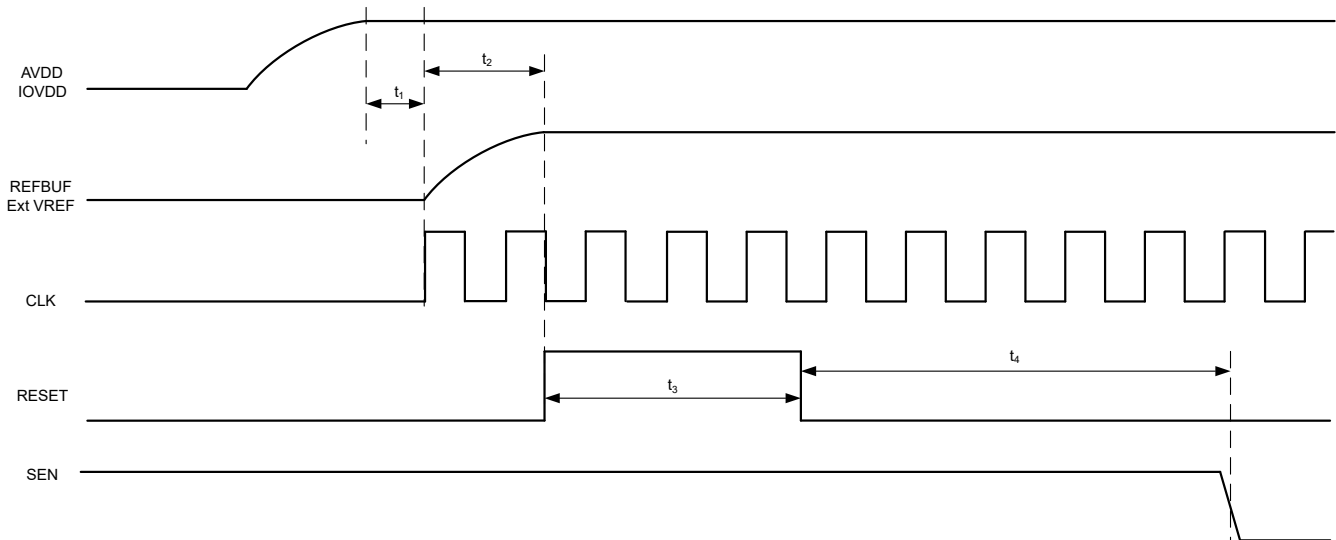 t₂
AVDD
IOVDD
t₁
REFBUF
Ext VREF
CLK
t₄
t₃
RESET
SEN